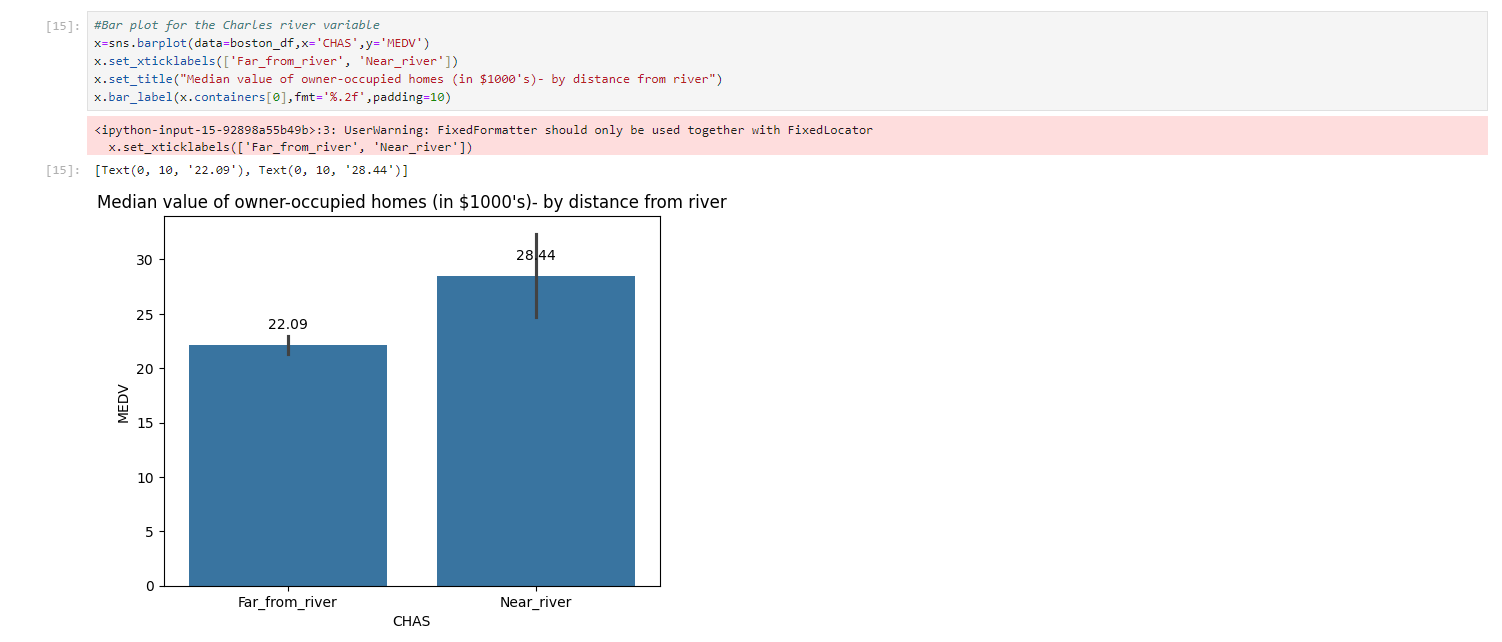 [15]: #Bar plot for the Charles river variable
x=sns.barplot(data=boston_df,x='CHAS',y='MEDV')
x.set_xticklabels(['Far_from_river', 'Near_river'])
x.set_title("Median value of owner-occupied homes (in $1000's)- by distance from river")
x.bar_label(x.containers[0],fmt='%.2f',padding=10)
<ipython-input-15-92898a55b49b>:3: UserWarning: FixedFormatter should only be used together with FixedLocator
x.set_xticklabels(['Far_from_river', 'Near_river'])
[15]: [Text(0, 10, '22.09'), Text(0, 10, '28.44')]
Median value of owner-occupied homes (in $1000's)- by distance from river
30
25
20
15
10
5
0
MEDV
22.09
28.44
Far_from_river Near_river
CHAS